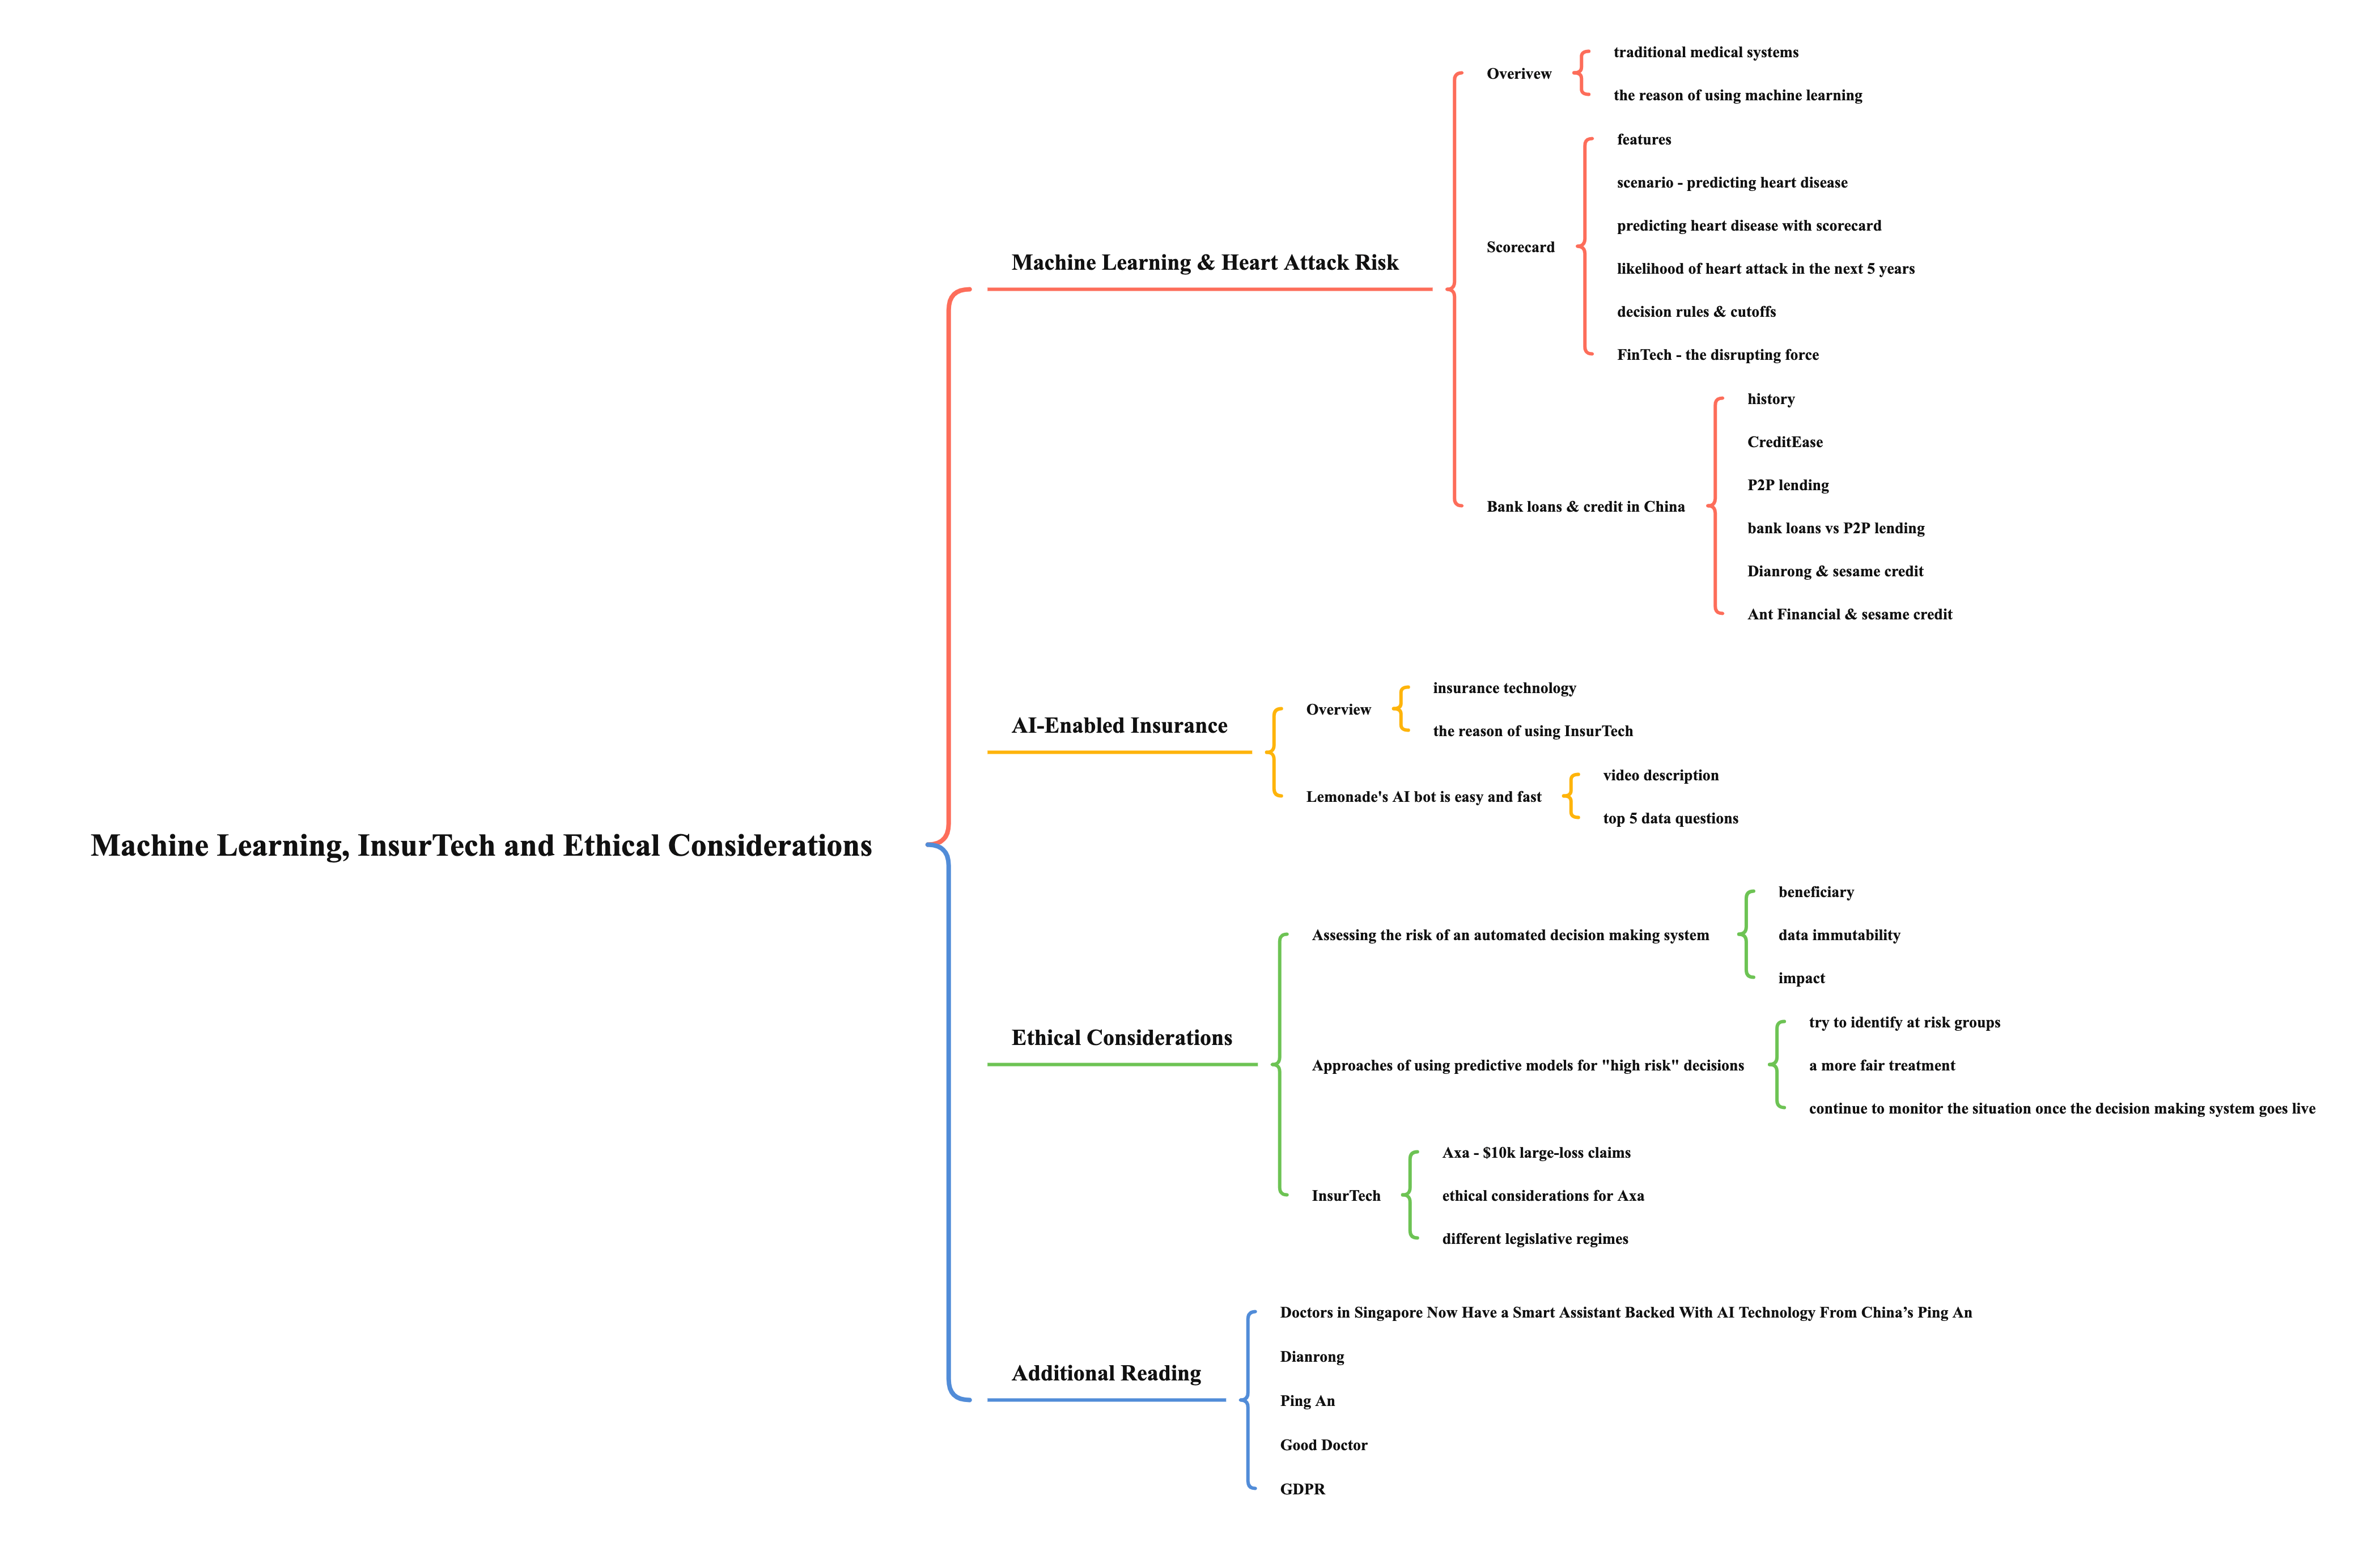 Machine Learning, InsurTech and Ethical Considerations
Machine Learning & Heart Attack Risk
Overivew
traditional medical systems
the reason of using machine learning
Scorecard
features
scenario - predicting heart disease
predicting heart disease with scorecard
likelihood of heart attack in the next 5 years
decision rules & cutoffs
FinTech - the disrupting force
Bank loans & credit in China
history
CreditEase
P2P lending
bank loans vs P2P lending
Dianrong & sesame credit
Ant Financial & sesame credit
AI-Enabled Insurance
Overview
insurance technology
the reason of using InsurTech
Lemonade's AI bot is easy and fast
video description
top 5 data questions
Ethical Considerations
Assessing the risk of an automated decision making system
beneficiary
data immutability
impact
Approaches of using predictive models for "high risk" decisions
try to identify at risk groups
a more fair treatment
continue to monitor the situation once the decision making system goes live
InsurTech
Axa - $10k large-loss claims
ethical considerations for Axa
different legislative regimes
Additional Reading
Doctors in Singapore Now Have a Smart Assistant Backed With AI Technology From China’s Ping An
Dianrong
Ping An
Good Doctor
GDPR